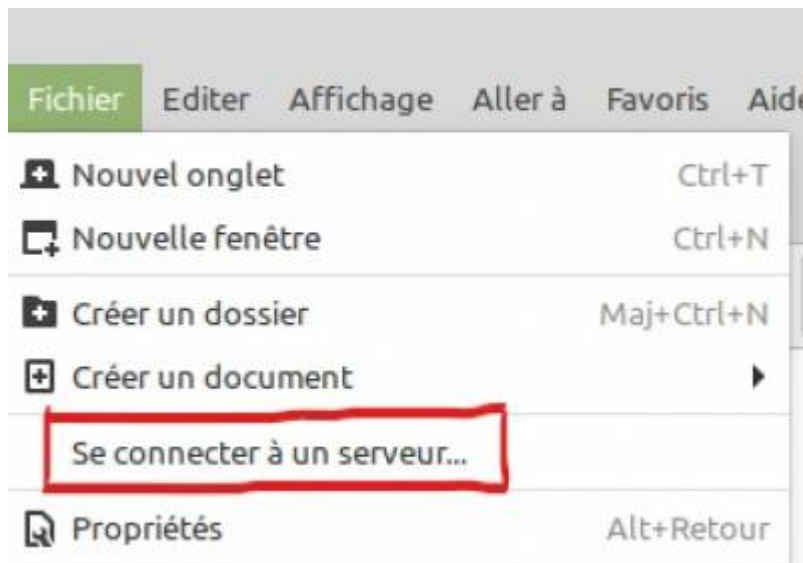 Fichier Editer Affichage Aller à Favoris Aide
Nouvel onglet Ctrl+T
Nouvelle fenêtre Ctrl+N
Créer un dossier Maj+Ctrl+N
Créer un document
Se connecter à un serveur...
Propriétés Alt+Retour